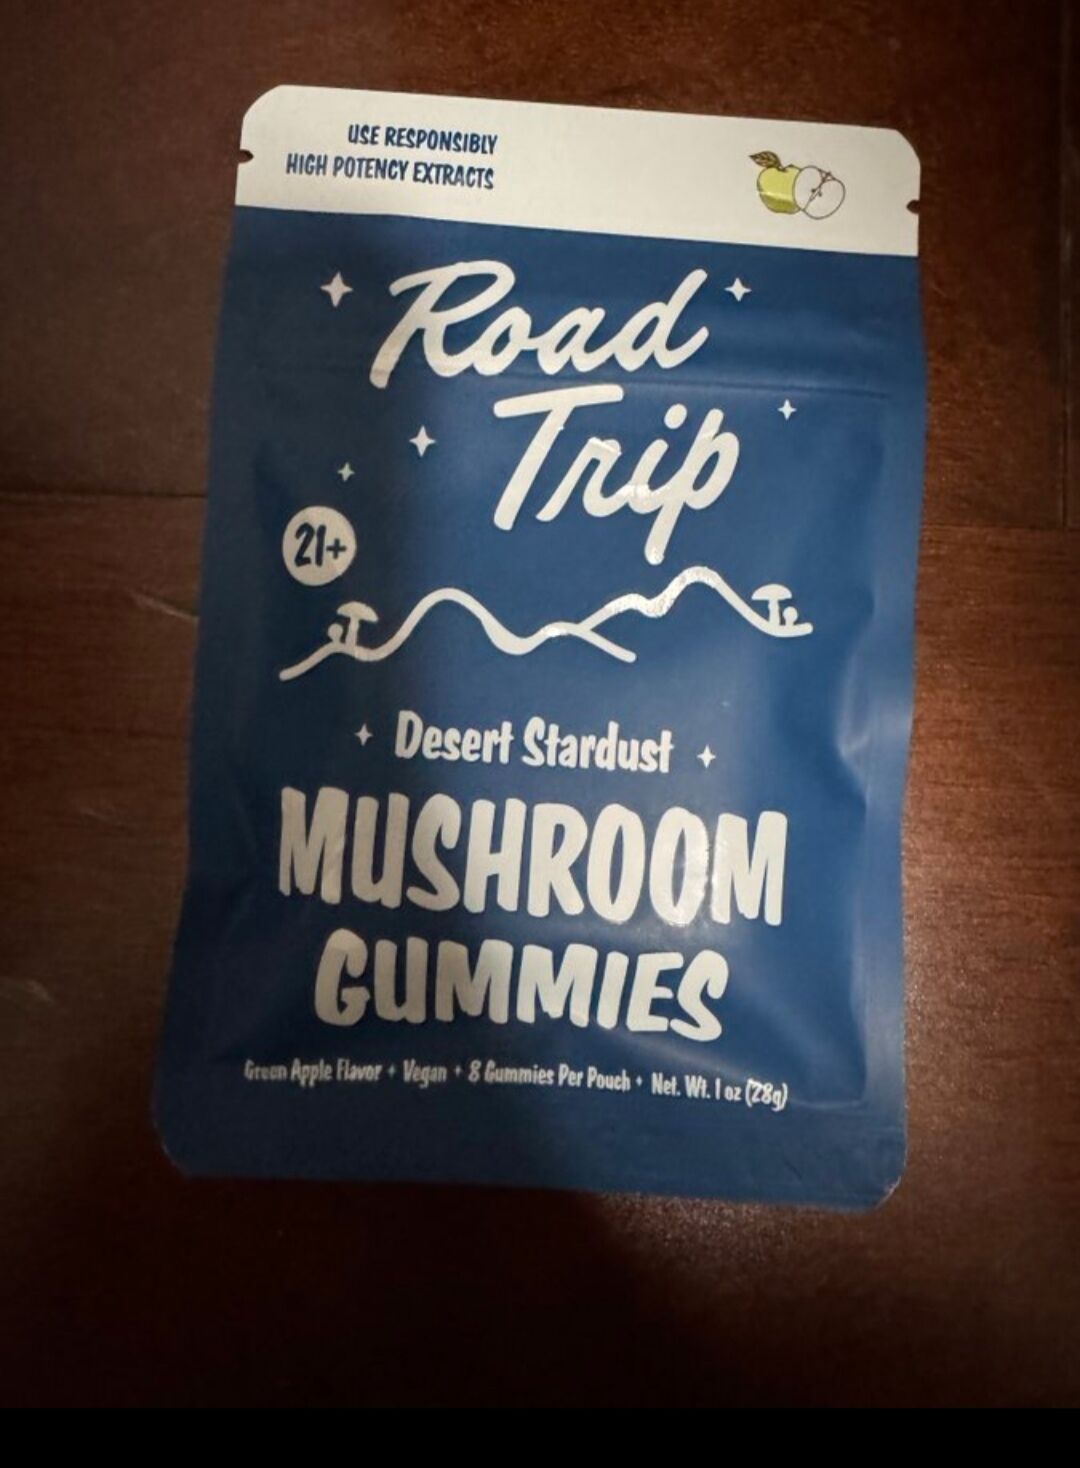 USE RESPONSIBLY
HIGH POTENCY EXTRACTS
Road
Trip
21+
Desert Stardust
MUSHROOM
GUMMIES
Green Apple Flavor + Vegan + 8 Gummies Per Pouch + Net. Wt. 1 oz (28g)